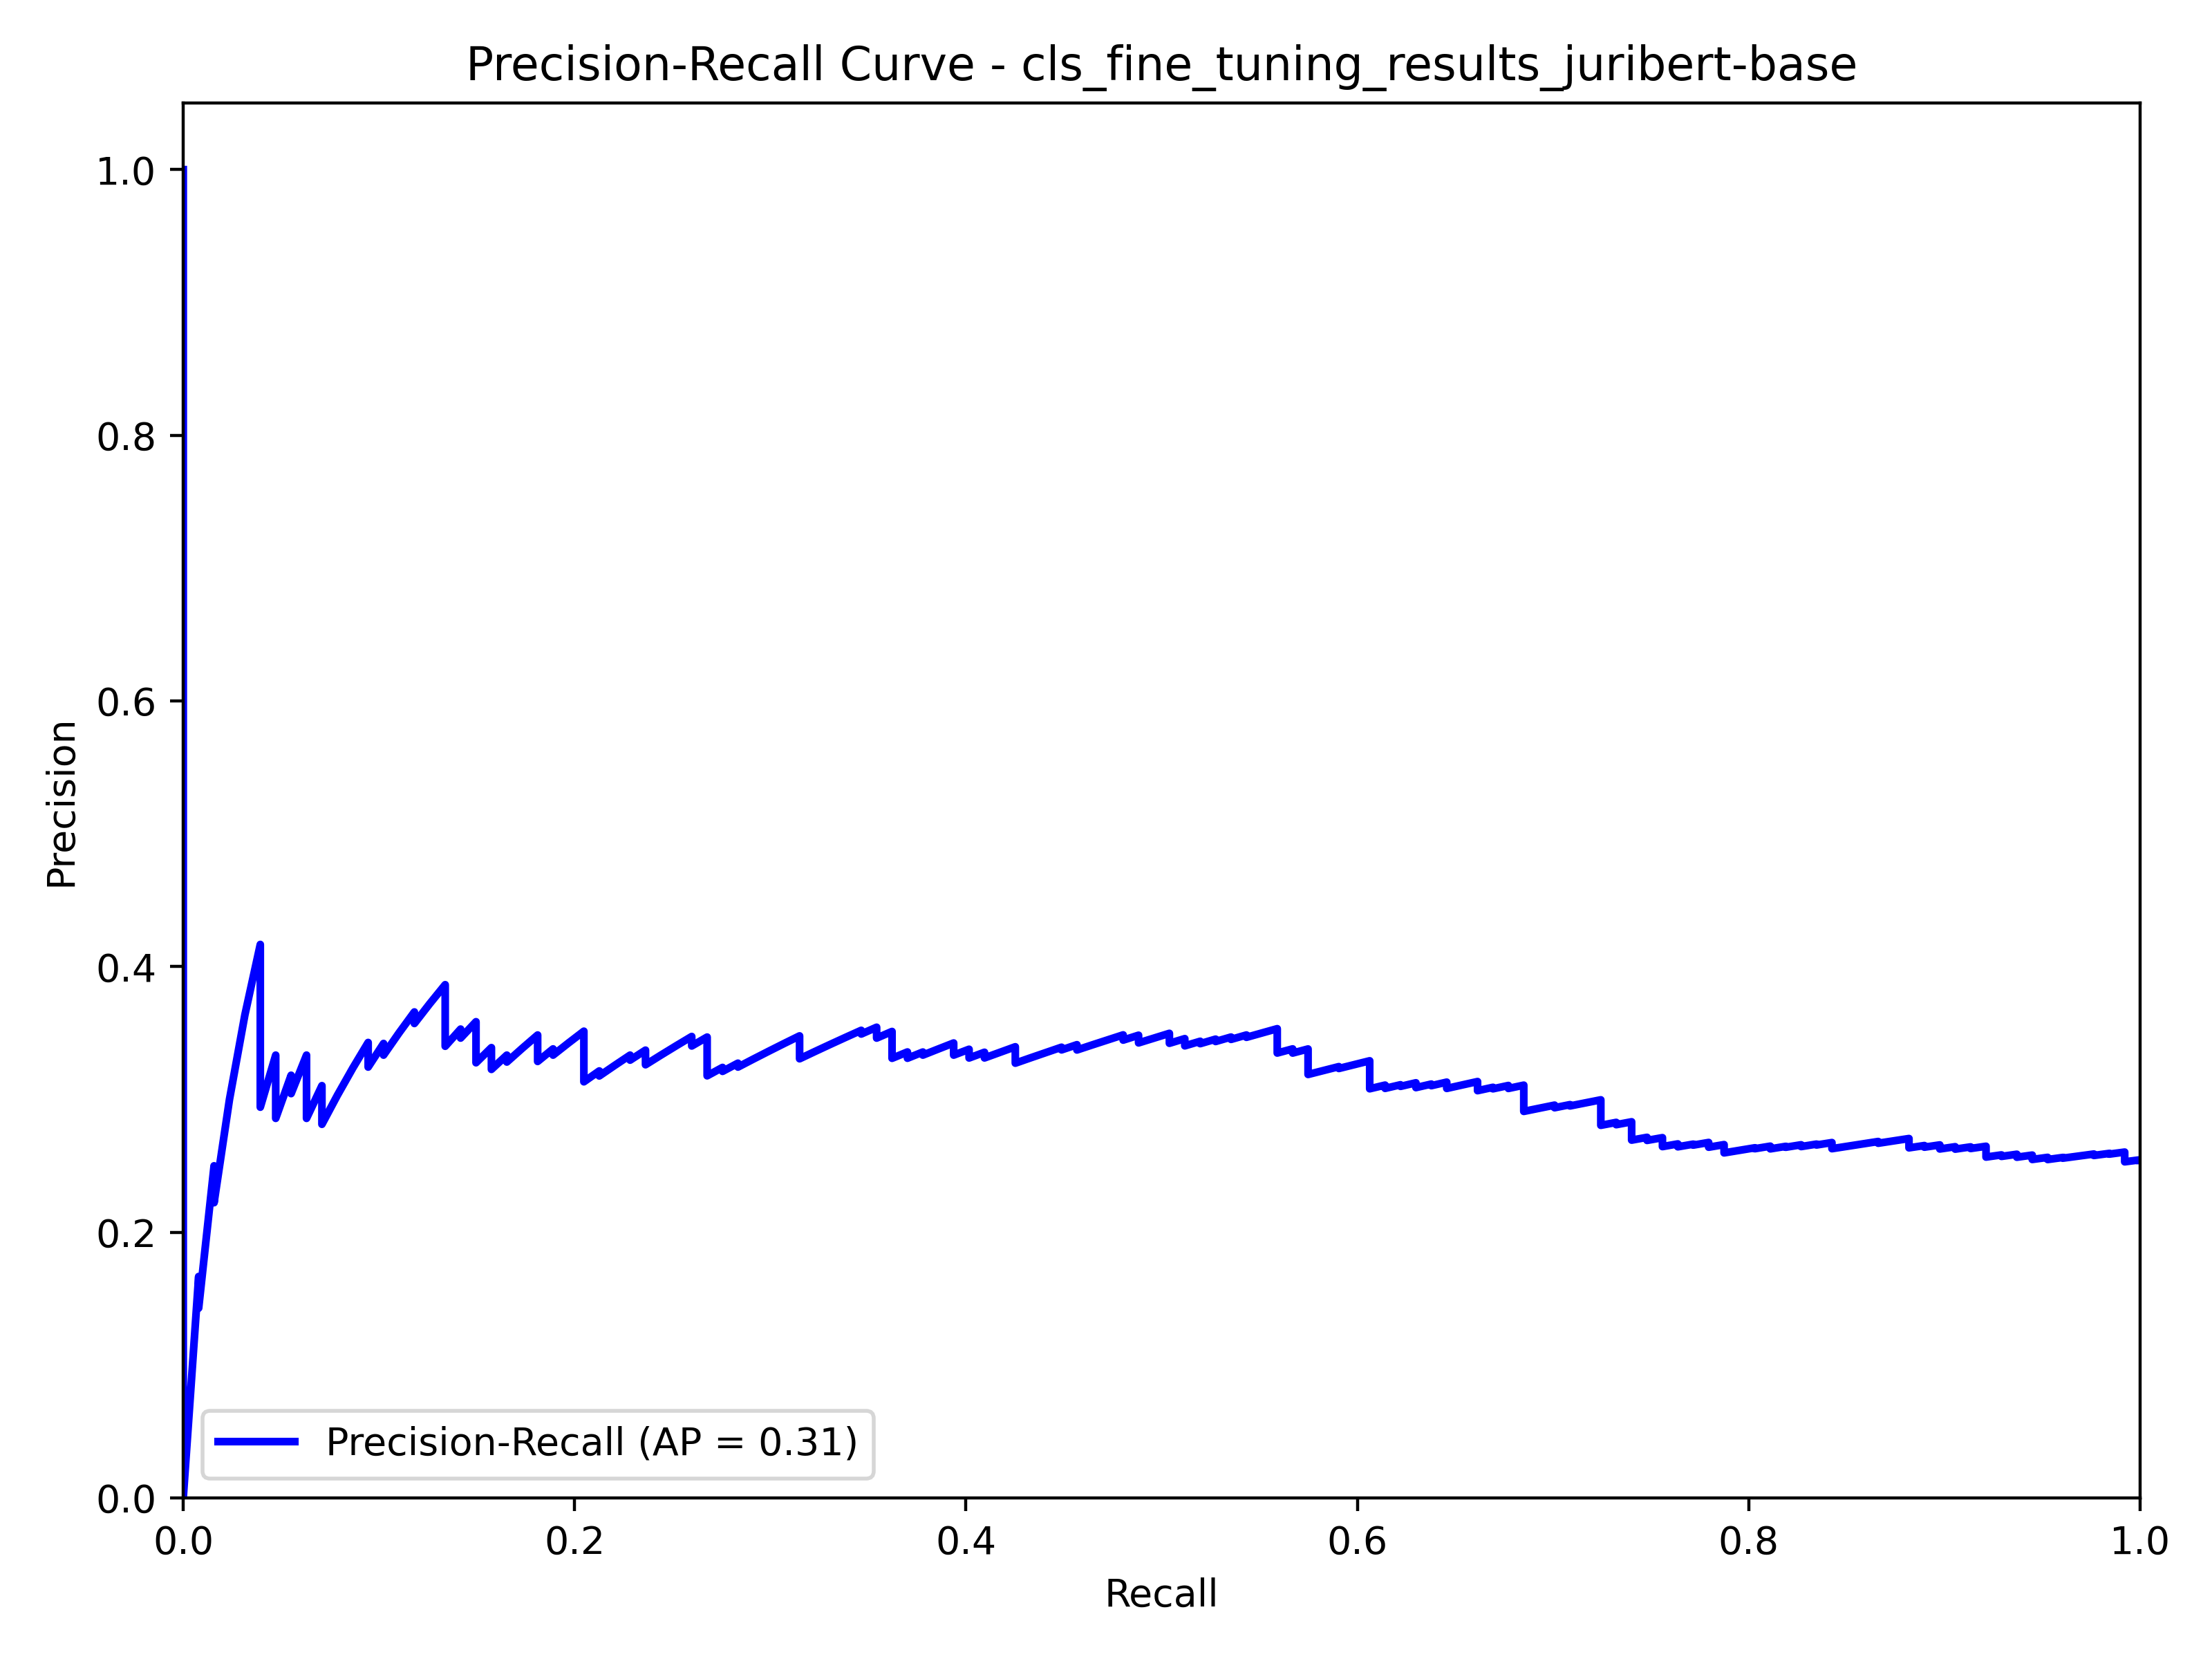 Precision-Recall Curve - cls_fine_tuning_results_juribert-base
1.0
0.8
0.6
0.4
0.2
0.0
Precision
Precision-Recall (AP = 0.31)
0.0 0.2 0.4 0.6 0.8 1.0
Recall